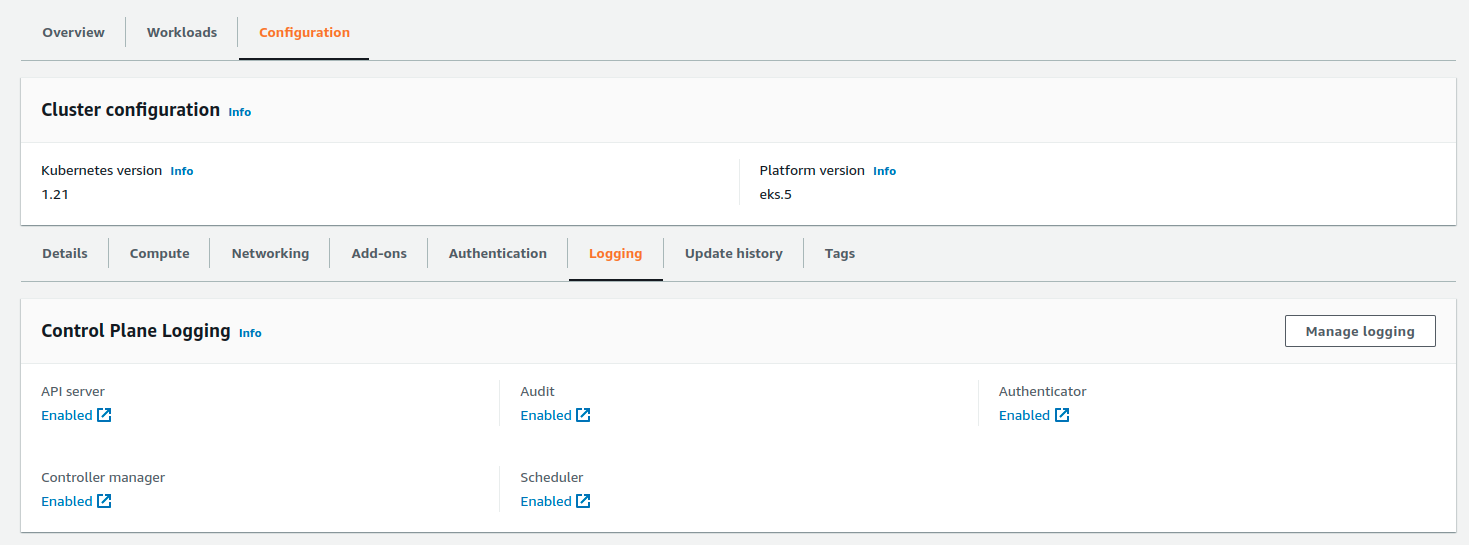 Overview Workloads Configuration
Cluster configuration Info
Kubernetes version Info Platform version Info
1.21 eks.5
Details Compute Networking Add-ons Authentication Logging Update history Tags
Control Plane Logging Info Manage logging
API server Audit Authenticator
Enabled Enabled Enabled
Controller manager Scheduler
Enabled Enabled